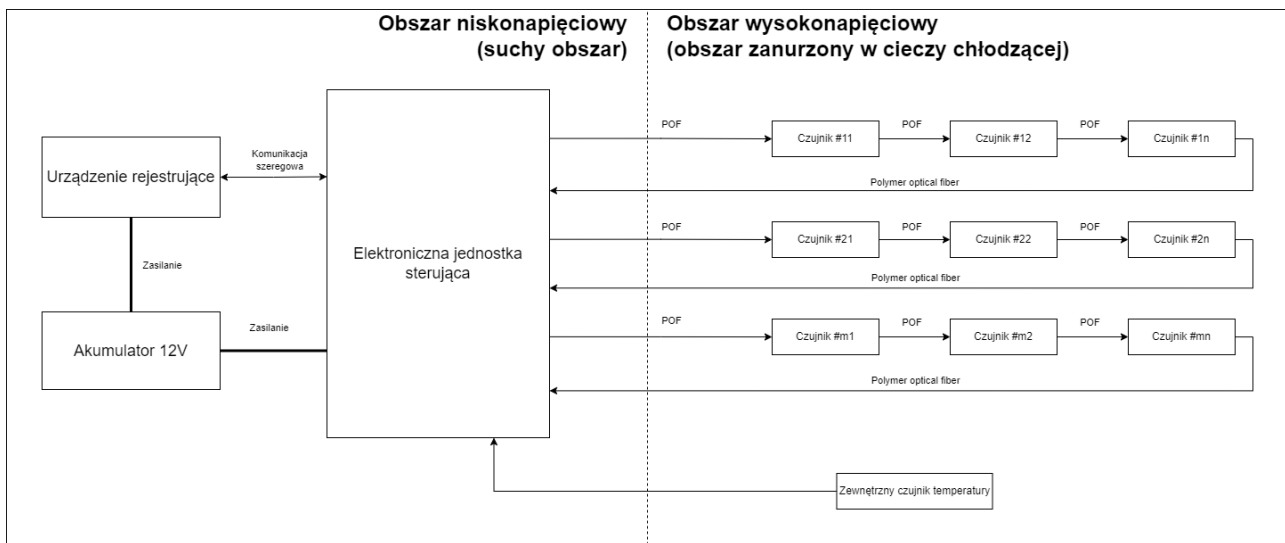 Obszar niskonapięciowy
(suchy obszar)
Obszar wysokonapięciowy
(obszar zanurzony w cieczy chłodzącej)
Urządzenie rejestrujące
Komunikacja
szeregowa
Zasilanie
Akumulator 12V
Zasilanie
Elektroniczna jednostka
sterująca
POF
Czujnik #11
POF
Czujnik #12
POF
Czujnik #1n
Polymer optical fiber
POF
Czujnik #21
POF
Czujnik #22
POF
Czujnik #2n
Polymer optical fiber
POF
Czujnik #m1
POF
Czujnik #m2
POF
Czujnik #mn
Polymer optical fiber
Zewnętrzny czujnik temperatury